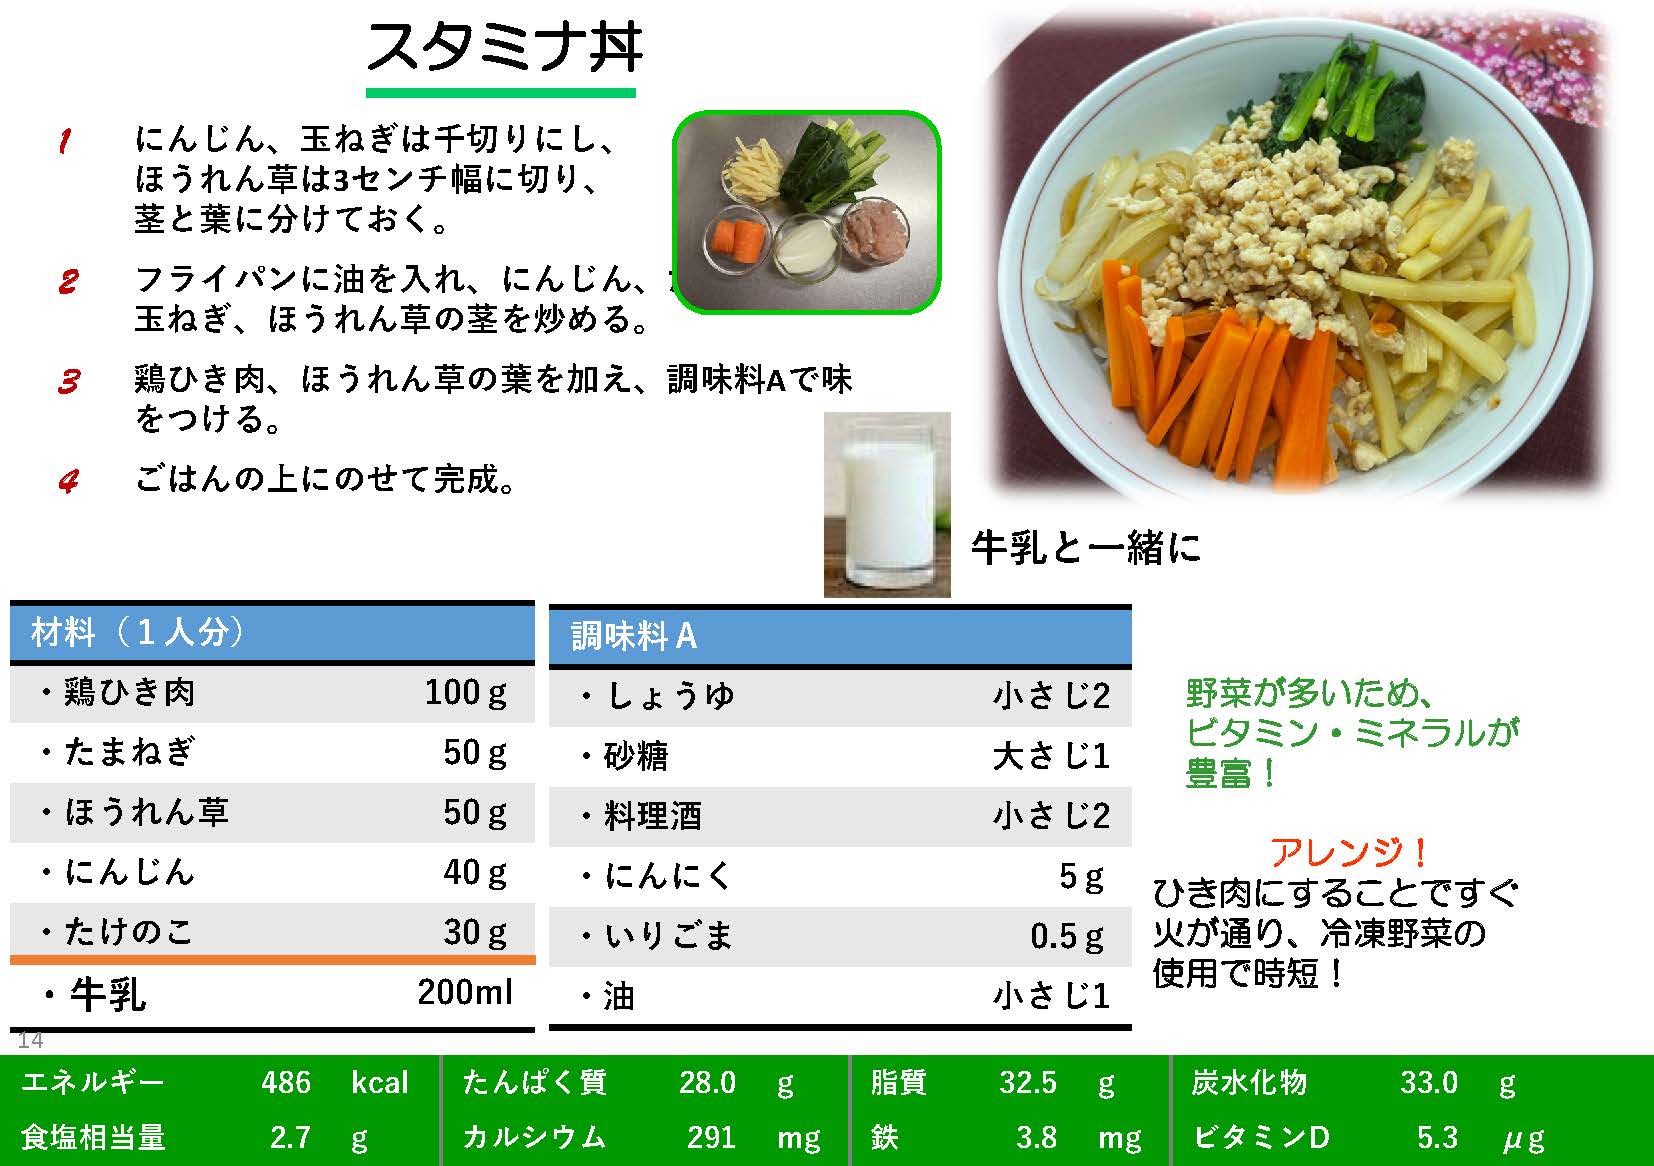 スタミナ丼
1 にんじん、玉ねぎは千切りにし、
ほうれん草は3センチ幅に切り、
茎と葉に分けておく。
2 フライパンに油を入れ、にんじん、
玉ねぎ、ほうれん草の茎を炒める。
3 鶏ひき肉、ほうれん草の葉を加え、調味料Aで味
をつける。
4 ごはんの上にのせて完成。
牛乳と一緒に
材料（１人分）
・鶏ひき肉 100ｇ
・たまねぎ 50ｇ
・ほうれん草 50ｇ
・にんじん 40ｇ
・たけのこ 30ｇ
・牛乳 200ml
調味料Ａ
・しょうゆ 小さじ2
・砂糖 大さじ1
・料理酒 小さじ2
・にんにく 5ｇ
・いりごま 0.5ｇ
・油 小さじ1
野菜が多いため、
ビタミン・ミネラルが
豊富！
アレンジ！
ひき肉にすることですぐ
火が通り、冷凍野菜の
使用で時短！
14
エネルギー 486 kcal たんぱく質 28.0 g 脂質 32.5 g 炭水化物 33.0 g
食塩相当量 2.7 g カルシウム 291 mg 鉄 3.8 mg ビタミンD 5.3 μg